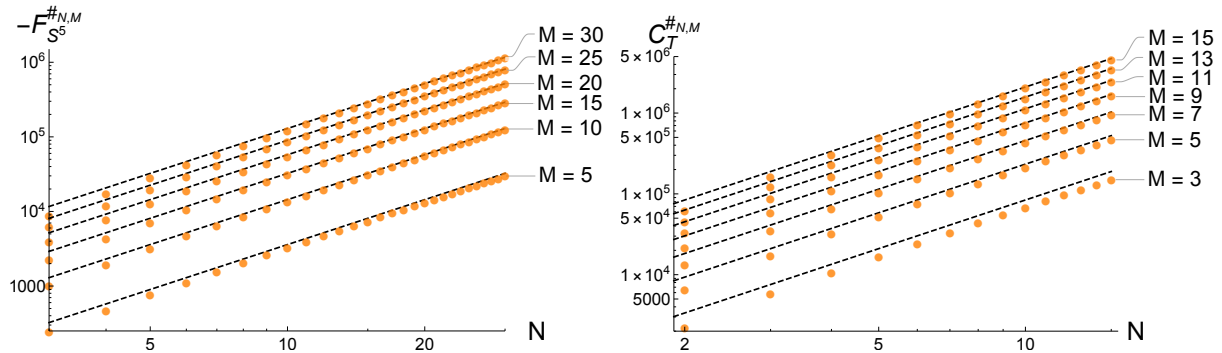 −F_{S^5}^{#_{N,M}}
M = 30
M = 25
M = 20
M = 15
M = 10
M = 5
10^6
10^5
10^4
1000
5
10
20
N
C_T^{#_{N,M}}
M = 15
M = 13
M = 11
M = 9
M = 7
M = 5
M = 3
5 × 10^6
1 × 10^6
5 × 10^5
1 × 10^5
5 × 10^4
1 × 10^4
5000
2
5
10
N